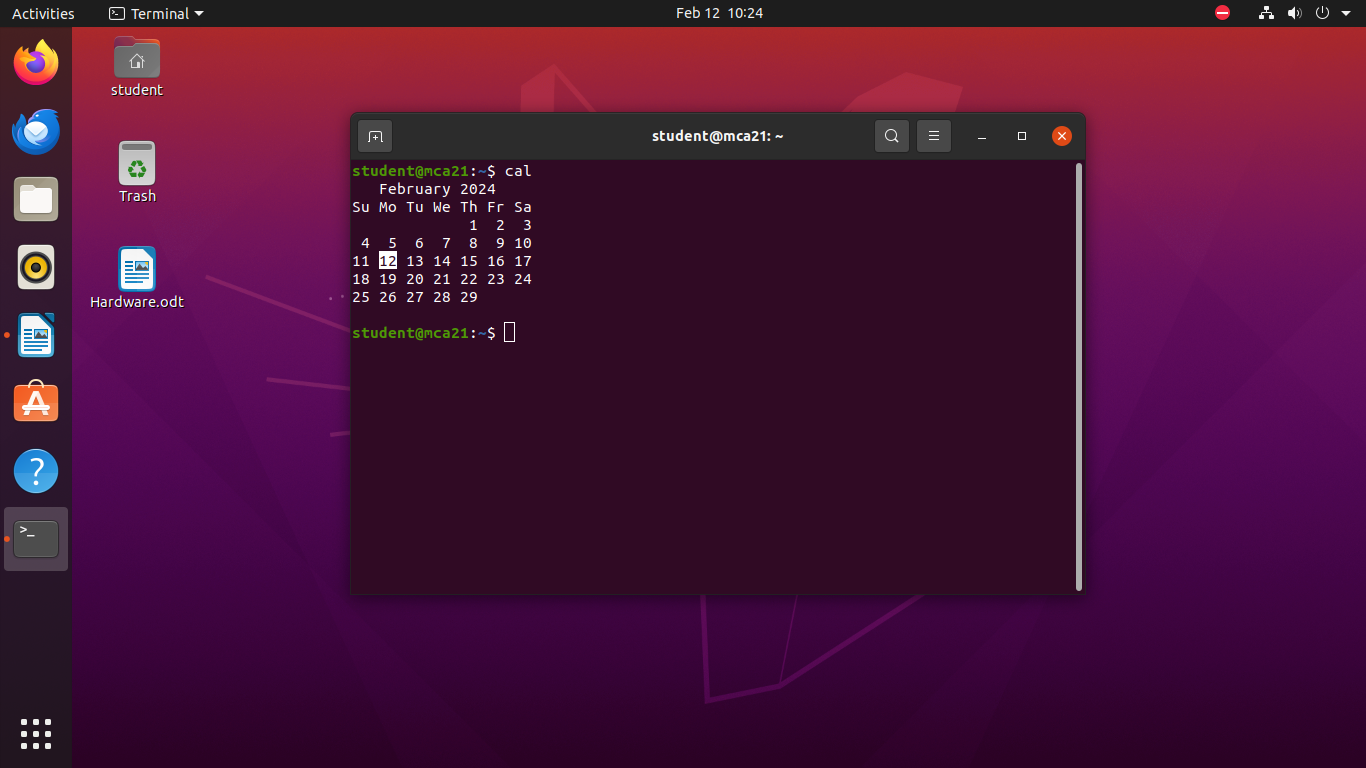 Activities
Terminal
Feb 12 10:24
student
Trash
Hardware.odt
student@mca21: ~
student@mca21:~$ cal
   February 2024
Su Mo Tu We Th Fr Sa
             1  2  3
 4  5  6  7  8  9 10
11 12 13 14 15 16 17
18 19 20 21 22 23 24
25 26 27 28 29
student@mca21:~$